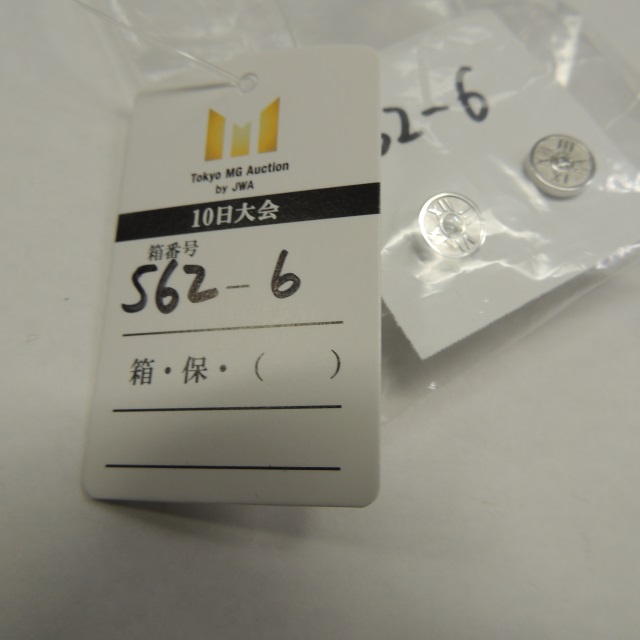 Tokyo MG Auction
by JWA
10日大会
箱番号
562-6
箱・保・（　　）
62-6